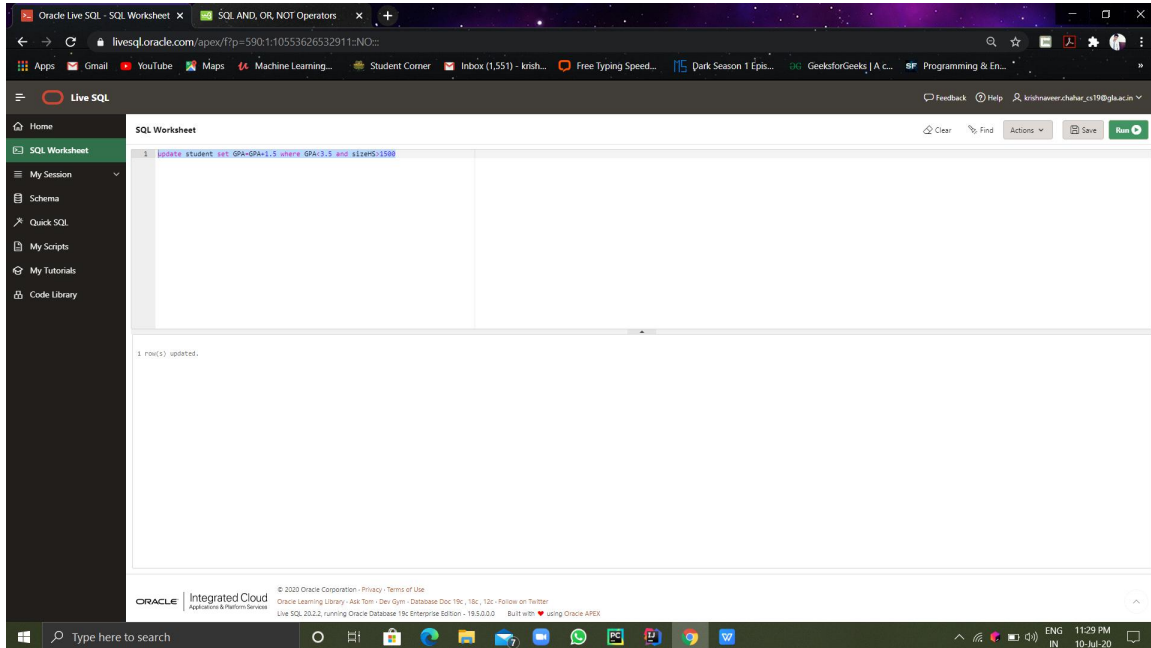 Oracle Live SQL - SQL Worksheet
SQL AND, OR, NOT Operators
livesql.oracle.com/apex/f?p=590:1:10553626532911::NO:::
Apps Gmail YouTube Maps Machine Learning... Student Corner Inbox (1,551) - krish... Free Typing Speed... Dark Season 1 Epis... GeeksforGeeks | A c... SF Programming & En... »
Live SQL
Feedback Help krishnaveer.chahar_cs19@gla.ac.in
Home
SQL Worksheet
My Session
Schema
Quick SQL
My Scripts
My Tutorials
Code Library
SQL Worksheet
Clear Find Actions Save Run
1 update student set GPA=GPA+1.5 where GPA<3.5 and sizeHS>1500
1 row(s) updated.
ORACLE Integrated Cloud
Applications & Platform Services
© 2020 Oracle Corporation · Privacy · Terms of Use
Oracle Learning Library · Ask Tom · Dev Gym · Database Doc 19c , 18c , 12c · Follow on Twitter
Live SQL 20.2.2, running Oracle Database 19c Enterprise Edition - 19.5.0.0.0 Built with ❤ using Oracle APEX
Type here to search
7
PC
IJ
W
ENG
IN
11:29 PM
10-Jul-20